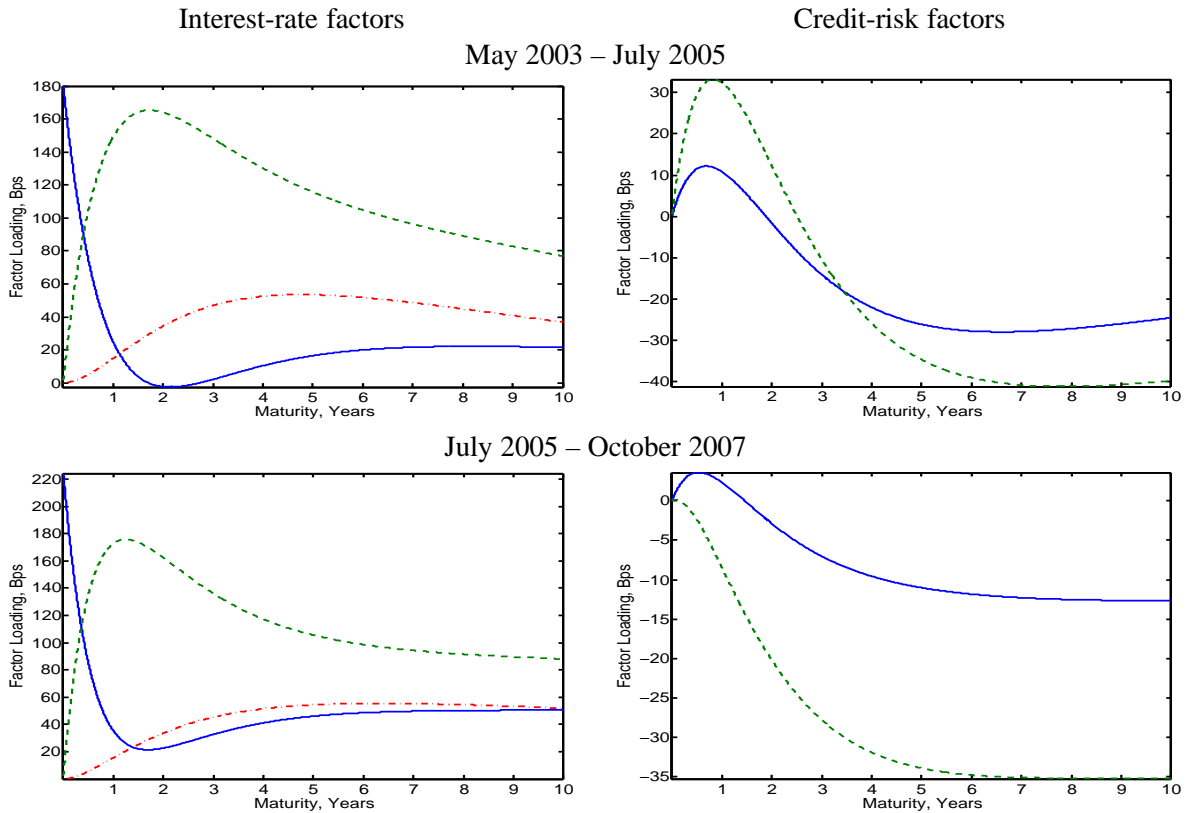 Interest-rate factors
Credit-risk factors
May 2003 – July 2005
Factor Loading, Bps
180
160
140
120
100
80
60
40
20
0
1 2 3 4 5 6 7 8 9 10
Maturity, Years
Factor Loading, Bps
30
20
10
0
−10
−20
−30
−40
1 2 3 4 5 6 7 8 9 10
Maturity, Years
July 2005 – October 2007
Factor Loading, Bps
220
200
180
160
140
120
100
80
60
40
20
1 2 3 4 5 6 7 8 9 10
Maturity, Years
Factor Loading, Bps
0
−5
−10
−15
−20
−25
−30
−35
1 2 3 4 5 6 7 8 9 10
Maturity, Years